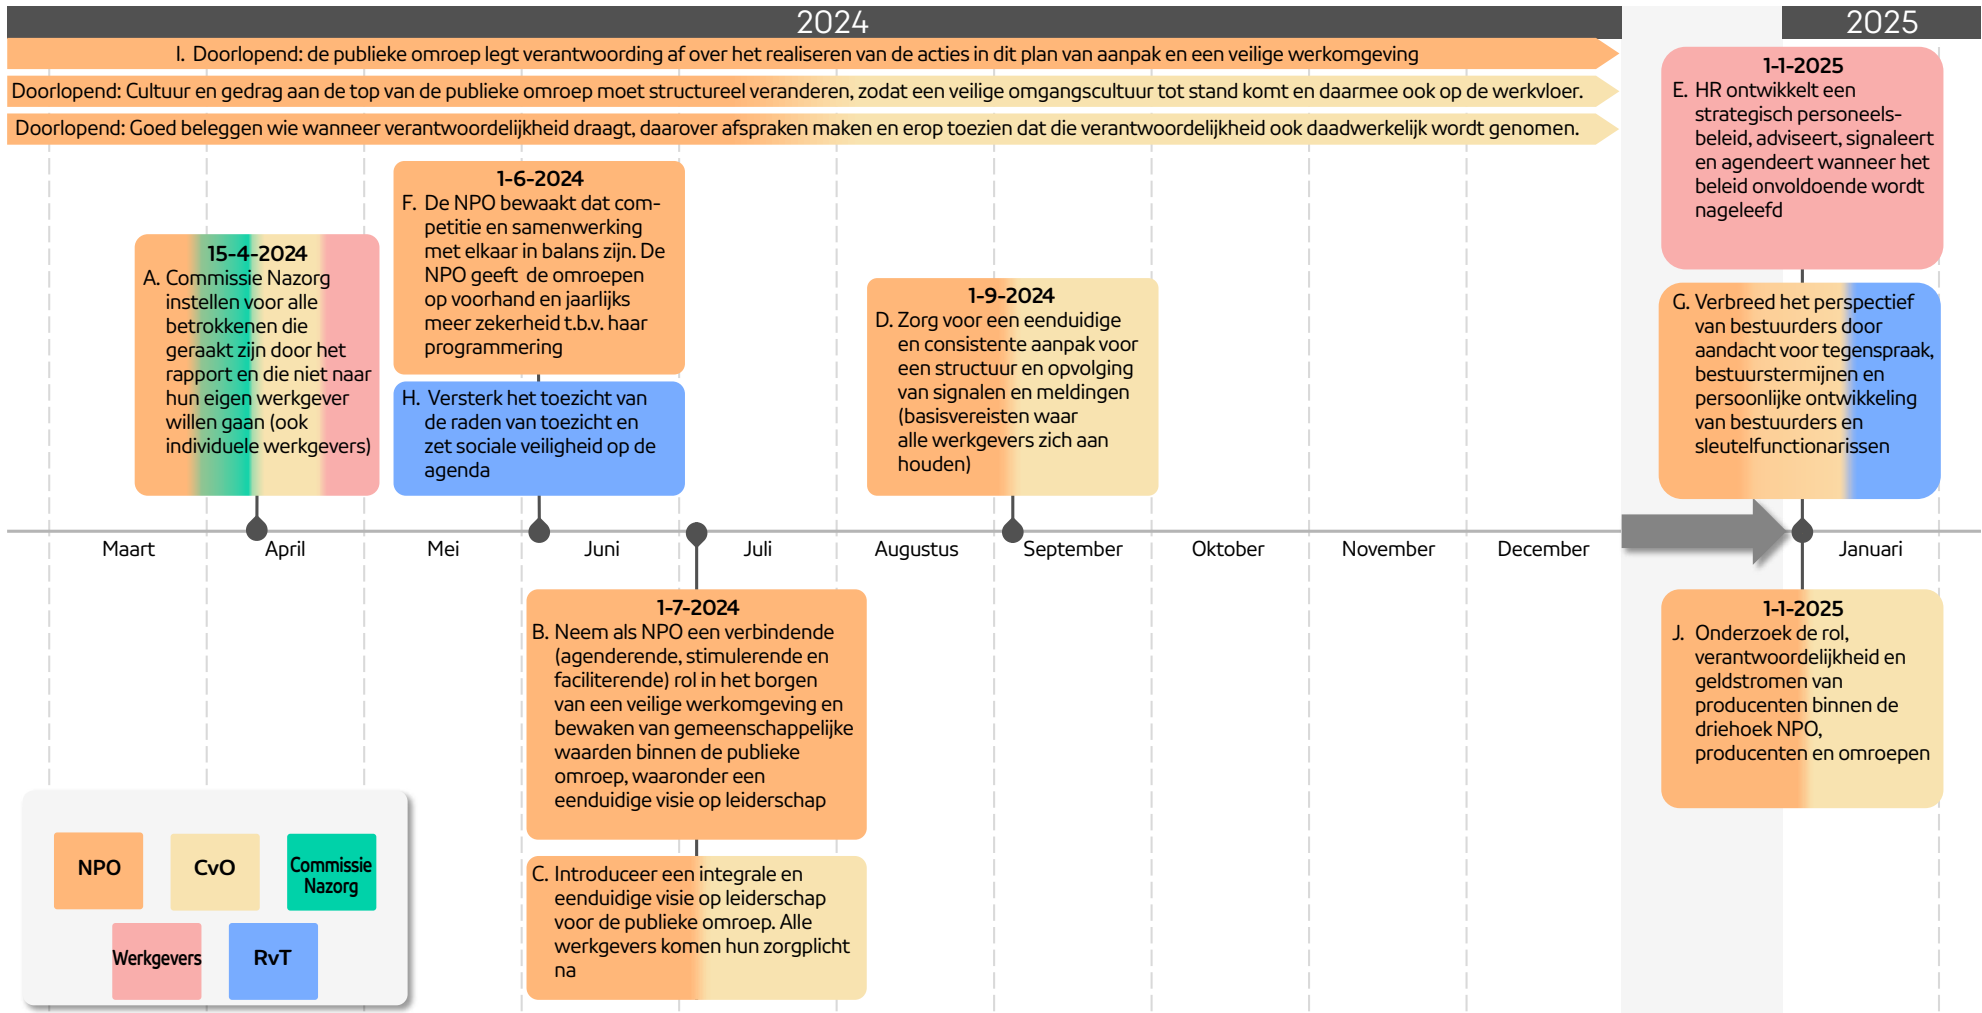 2024
2025
I. Doorlopend: de publieke omroep legt verantwoording af over het realiseren van de acties in dit plan van aanpak en een veilige werkomgeving
Doorlopend: Cultuur en gedrag aan de top van de publieke omroep moet structureel veranderen, zodat een veilige omgangscultuur tot stand komt en daarmee ook op de werkvloer.
Doorlopend: Goed beleggen wie wanneer verantwoordelijkheid draagt, daarover afspraken maken en erop toezien dat die verantwoordelijkheid ook daadwerkelijk wordt genomen.
15-4-2024
A. Commissie Nazorg
instellen voor alle
betrokkenen die
geraakt zijn door het
rapport en die niet naar
hun eigen werkgever
willen gaan (ook
individuele werkgevers)
1-6-2024
F. De NPO bewaakt dat com-
petitie en samenwerking
met elkaar in balans zijn. De
NPO geeft de omroepen
op voorhand en jaarlijks
meer zekerheid t.b.v. haar
programmering
H. Versterk het toezicht van
de raden van toezicht en
zet sociale veiligheid op de
agenda
1-9-2024
D. Zorg voor een eenduidige
en consistente aanpak voor
een structuur en opvolging
van signalen en meldingen
(basisvereisten waar
alle werkgevers zich aan
houden)
1-1-2025
E. HR ontwikkelt een
strategisch personeels-
beleid, adviseert, signaleert
en agendeert wanneer het
beleid onvoldoende wordt
nageleefd
G. Verbreed het perspectief
van bestuurders door
aandacht voor tegenspraak,
bestuurstermijnen en
persoonlijke ontwikkeling
van bestuurders en
sleutelfunctionarissen
Maart
April
Mei
Juni
Juli
Augustus
September
Oktober
November
December
Januari
1-7-2024
B. Neem als NPO een verbindende
(agenderende, stimulerende en
faciliterende) rol in het borgen
van een veilige werkomgeving en
bewaken van gemeenschappelijke
waarden binnen de publieke
omroep, waaronder een
eenduidige visie op leiderschap
C. Introduceer een integrale en
eenduidige visie op leiderschap
voor de publieke omroep. Alle
werkgevers komen hun zorgplicht
na
1-1-2025
J. Onderzoek de rol,
verantwoordelijkheid en
geldstromen van
producenten binnen de
driehoek NPO,
producenten en omroepen
NPO
CvO
Commissie
Nazorg
Werkgevers
RvT